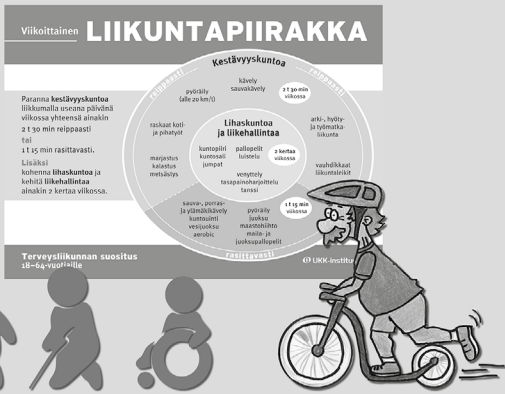 Viikoittainen LIIKUNTAPIIRAKKA
Paranna kestävyyskuntoa
liikkumalla useana päivänä
viikossa yhteensä ainakin
2 t 30 min reippaasti
tai
1 t 15 min rasittavasti.
Lisäksi
kohenna lihaskuntoa ja
kehitä liikehallintaa
ainakin 2 kertaa viikossa.
Terveysliikunnan suositus
18–64-vuotiaille
Kestävyyskuntoa
reippaasti
reippaasti
kävely
sauvakävely
2 t 30 min
viikossa
pyöräily
(alle 20 km/t)
raskaat koti-
ja pihatyöt
arki-, hyöty-
ja työmatka-
liikunta
marjastus
kalastus
metsästys
vauhdikkaat
liikuntaleikit
Lihaskuntoa
ja liikehallintaa
kuntopiiri
kuntosali
jumpat
pallopelit
luistelu
2 kertaa
viikossa
venyttely
tasapainoharjoittelu
tanssi
sauva-, porras-
ja ylämäkikävely
kuntouinti
vesijuoksu
aerobic
pyöräily
juoksu
maastohiihto
maila- ja
juoksupallopelit
1 t 15 min
viikossa
rasittavasti
UKK-institu